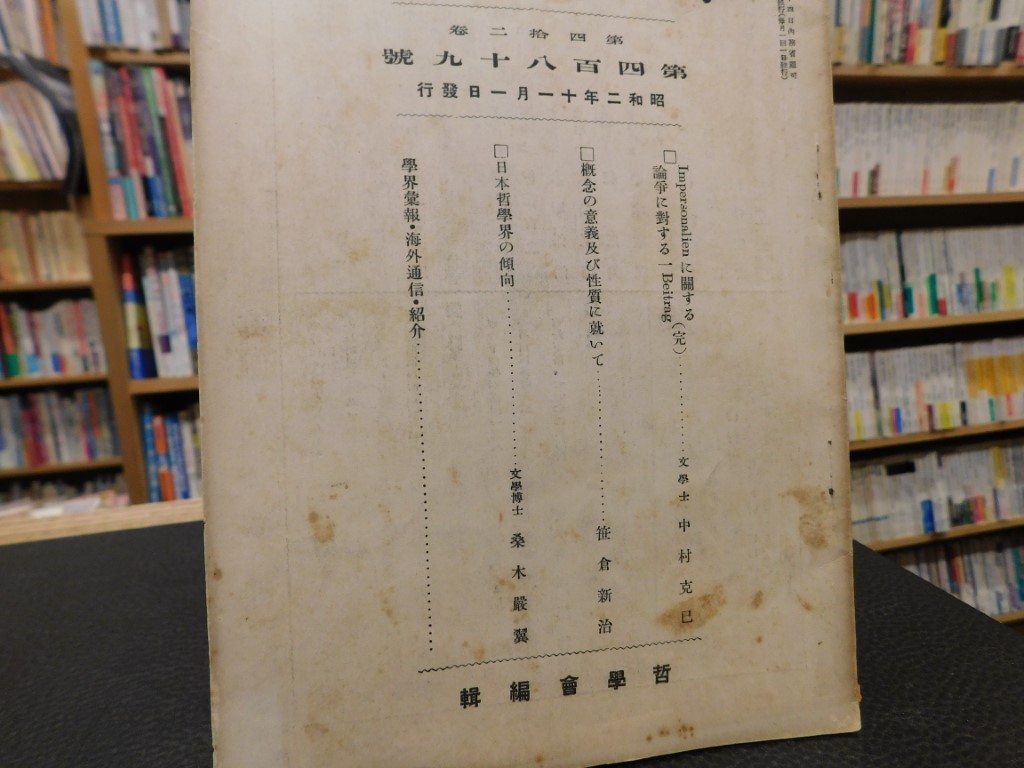 第四拾二卷
第四百八十九號
昭和二年十一月一日發行
□Impersonalien に關する
論爭に對する一 Beitrag (完)…………文學士 中村克己
□概念の意義及び性質に就いて…………笹倉新治
□日本哲學界の傾向…………文學博士 桑木嚴翼
學界彙報・海外通信・紹介…………
哲學會編輯